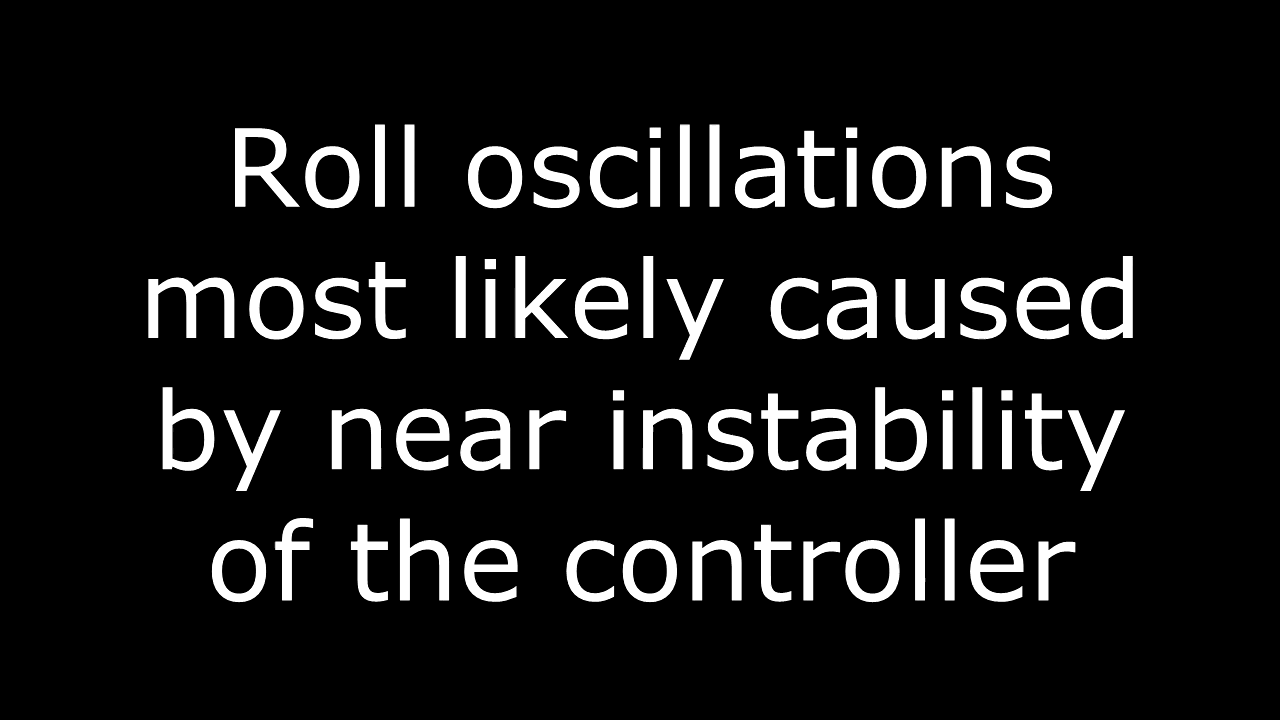 Roll oscillations
most likely caused
by near instability
of the controller